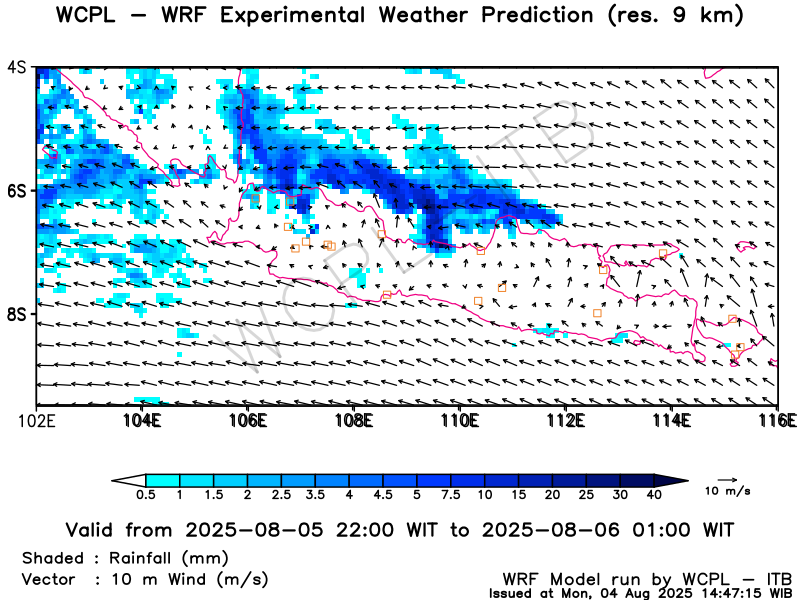 WCPL – WRF Experimental Weather Prediction (res. 9 km)
4S
6S
8S
WCPL ITB
102E 104E 106E 108E 110E 112E 114E 116E
0.5 1 1.5 2 2.5 3.5 4 4.5 5 7.5 10 15 20 25 30 40
10 m/s
Valid from 2025–08–05 22:00 WIT to 2025–08–06 01:00 WIT
Shaded : Rainfall (mm)
Vector : 10 m Wind (m/s)
WRF Model run by WCPL – ITB
Issued at Mon, 04 Aug 2025 14:47:15 WIB